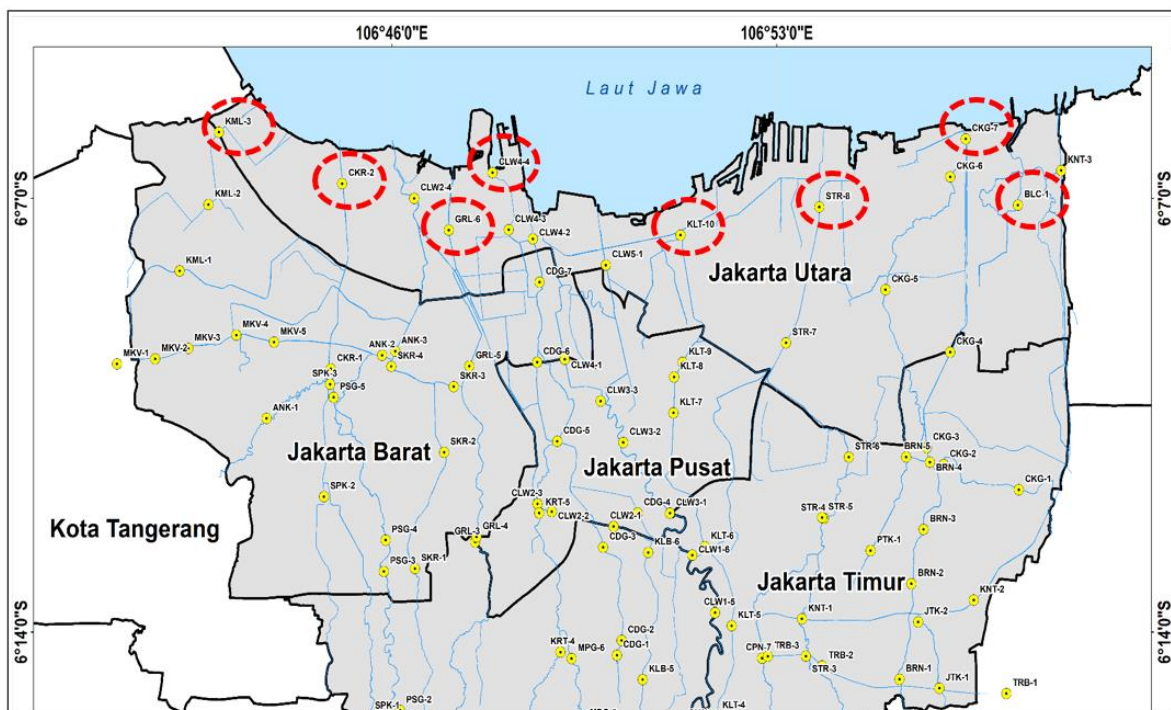 106°46'0"E
106°53'0"E
Laut Jawa
KML-3
CKG-7
CLW4-4
CKG-6
KNT-3
CKR-2
6°7'0"S
6°7'0"S
KML-2
CLW2-4
STR-8
BLC-1
GRL-6
CLW4-3
KLT-10
CLW4-2
KML-1
CLW5-1
Jakarta Utara
CDG-7
CKG-5
MKV-4
MKV-5
STR-7
MKV-3
MKV-2
MKV-1
ANK-2
ANK-3
SKR-4
CKG-4
CDG-6
KLT-9
CKR-1
GRL-5
CLW4-1
KLT-8
SPK-3
SKR-3
PSG-5
CLW3-3
KLT-7
ANK-1
CDG-5
CLW3-2
Jakarta Barat
SKR-2
Jakarta Pusat
STR-6
BRN-5
CKG-3
CKG-2
BRN-4
CKG-1
SPK-2
CLW2-3
KRT-5
CLW2-2
CLW2-1
CDG-4
CLW3-1
STR-4
STR-5
Kota Tangerang
PSG-4
GRL-3
GRL-4
BRN-3
CDG-3
KLB-6
KLT-6
CLW1-6
PTK-1
PSG-3
SKR-1
Jakarta Timur
BRN-2
KNT-2
CLW1-5
KLT-5
KNT-1
JTK-2
6°14'0"S
6°14'0"S
KRT-4
MPG-6
CDG-2
CDG-1
CPN-7
TRB-3
TRB-2
STR-3
KLB-5
BRN-1
JTK-1
TRB-1
SPK-1
PSG-2
KLT-4